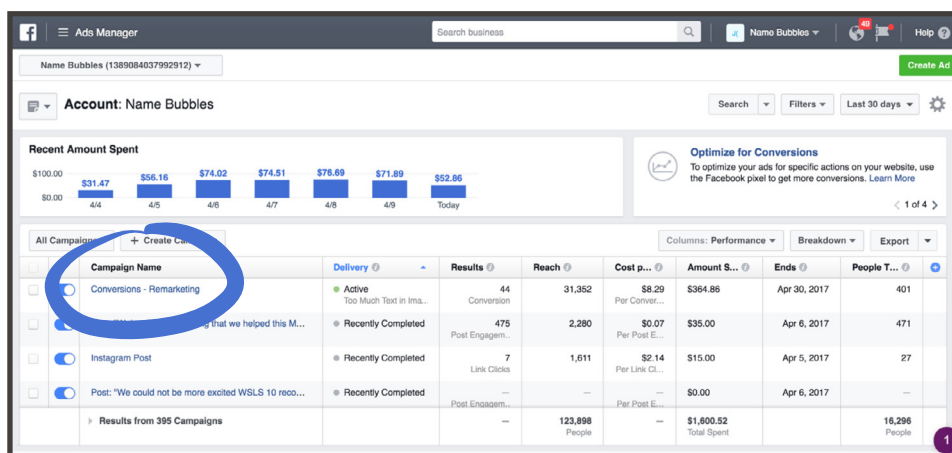 f Ads Manager Search business J( Name Bubbles 49 Help ?
Name Bubbles (1389084037992912) Create Ad
Account: Name Bubbles Search Filters Last 30 days
Recent Amount Spent
$100.00
$0.00
$31.47 $56.16 $74.02 $74.51 $76.69 $71.89 $52.86
4/4 4/5 4/6 4/7 4/8 4/9 Today
Optimize for Conversions
To optimize your ads for specific actions on your website, use
the Facebook pixel to get more conversions. Learn More
1 of 4
All + Create Columns: Performance Breakdown Export
Campaign Name Delivery Results Reach Cost p... Amount S... Ends People T...
Conversions - Remarketing Active 44 31,352 $8.29 $364.86 Apr 30, 2017 401
Too Much Text in Ima... Conversion Per Conver...
that we helped this M... Recently Completed 475 2,280 $0.07 $35.00 Apr 6, 2017 471
Post Engagem... Per Post E...
Instagram Post Recently Completed 7 1,611 $2.14 $15.00 Apr 5, 2017 27
Link Clicks Per Link Cl...
Post: "We could not be more excited WSLS 10 reco... Recently Completed — — — $0.00 Apr 6, 2017 —
Post Engagem... Per Post E...
Results from 395 Campaigns — 123,898 — $1,600.52 16,296
People Total Spent People
1